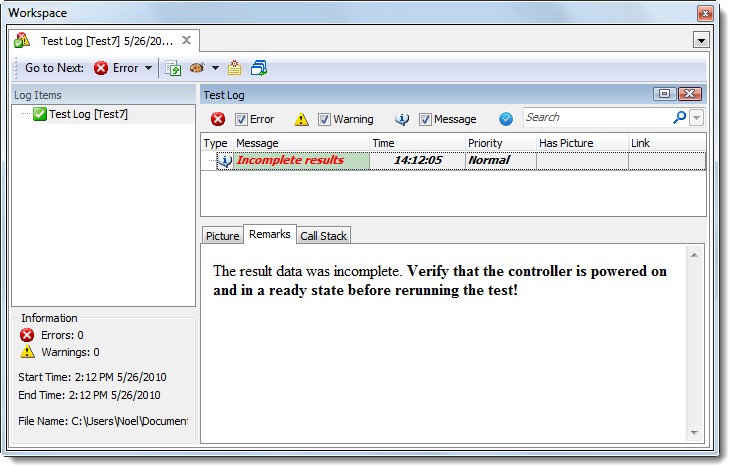 Workspace
Test Log [Test7] 5/26/20...
Go to Next: Error
Log Items
Test Log [Test7]
Test Log
Error Warning Message Search
Type Message Time Priority Has Picture Link
Incomplete results 14:12:05 Normal
Picture Remarks Call Stack
The result data was incomplete. Verify that the controller is powered on
and in a ready state before rerunning the test!
Information
Errors: 0
Warnings: 0
Start Time: 2:12 PM 5/26/2010
End Time: 2:12 PM 5/26/2010
File Name: C:\Users\Noel\Document